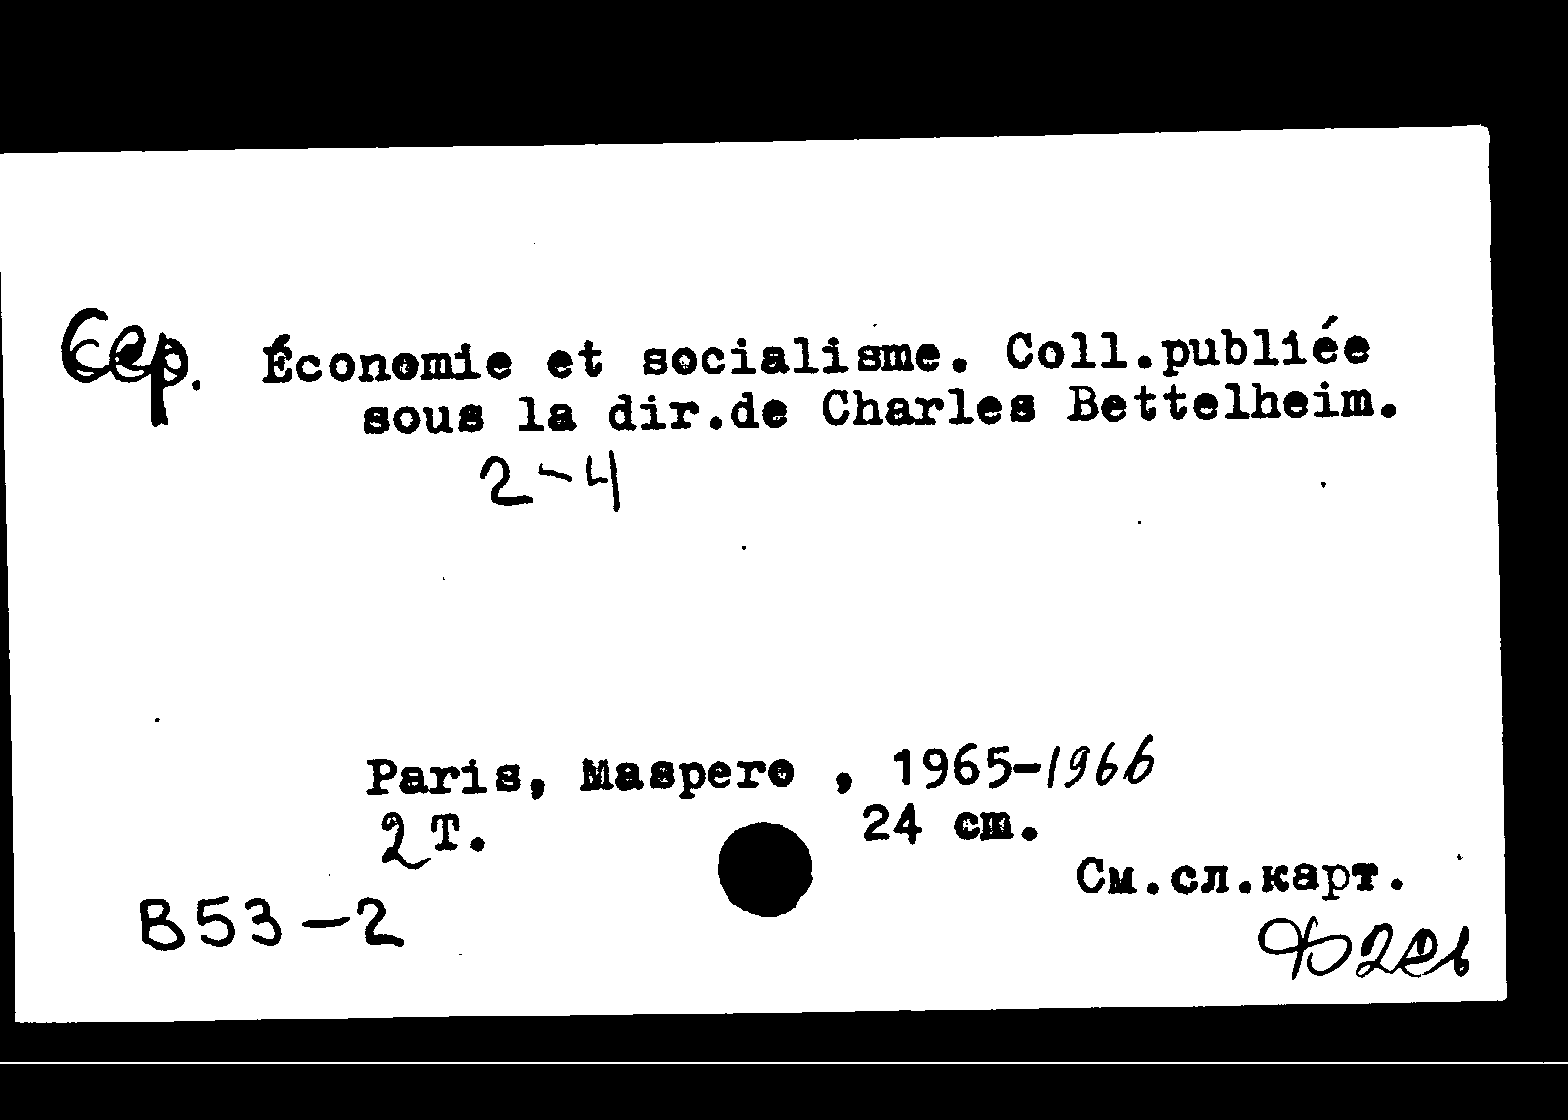 Сер. Économie et socialisme. Coll.publiée
sous la dir.de Charles Bettelheim.
2-4
Paris, Maspero , 1965-1966
2 T. 24 cm.
См.сл.карт.
В53-2